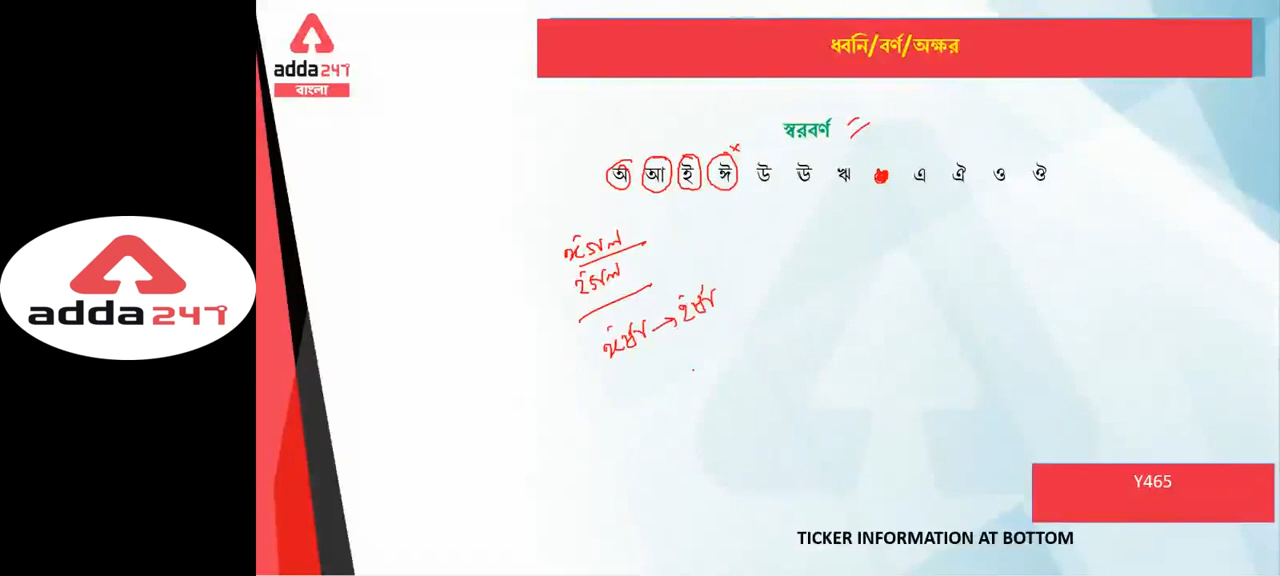 adda247
বাংলা
ধ্বনি/বর্ণ/অক্ষর
স্বরবর্ণ
অ আ ই ঈ উ ঊ ঋ এ ঐ ও ঔ
adda247
Y465
TICKER INFORMATION AT BOTTOM